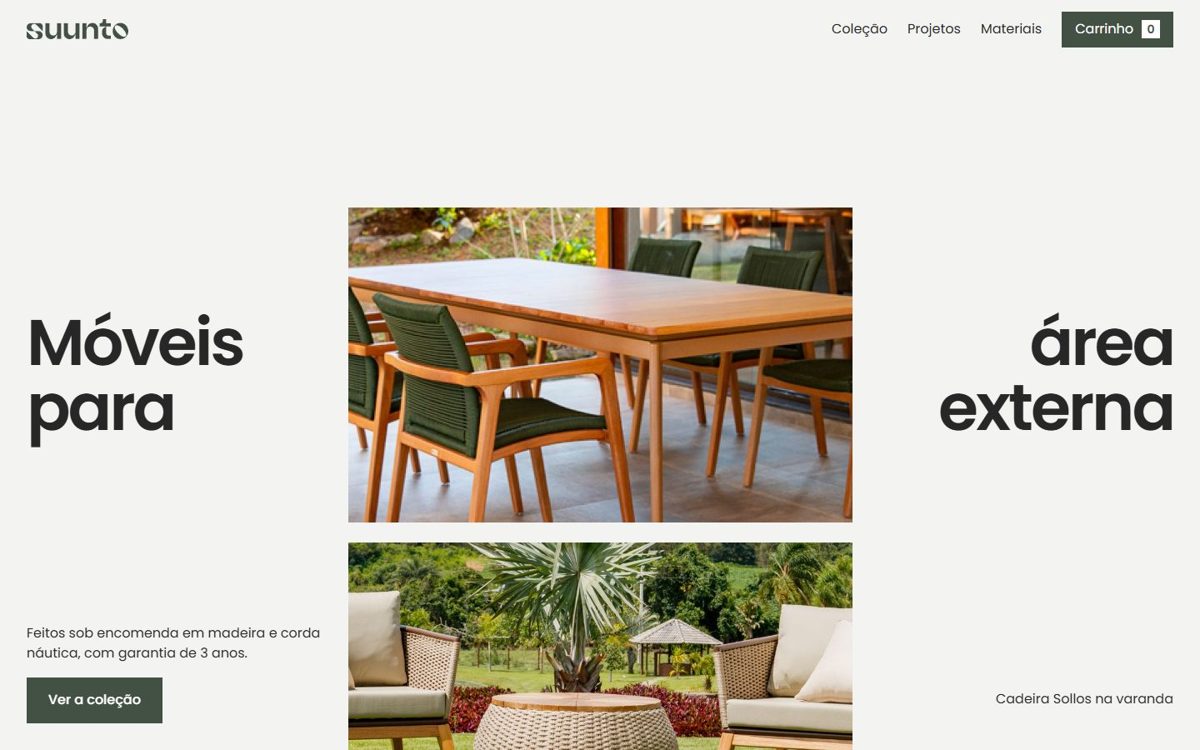 suunto
Coleção
Projetos
Materiais
Carrinho 0
Móveis
para
área
externa
Feitos sob encomenda em madeira e corda
náutica, com garantia de 3 anos.
Ver a coleção
Cadeira Sollos na varanda